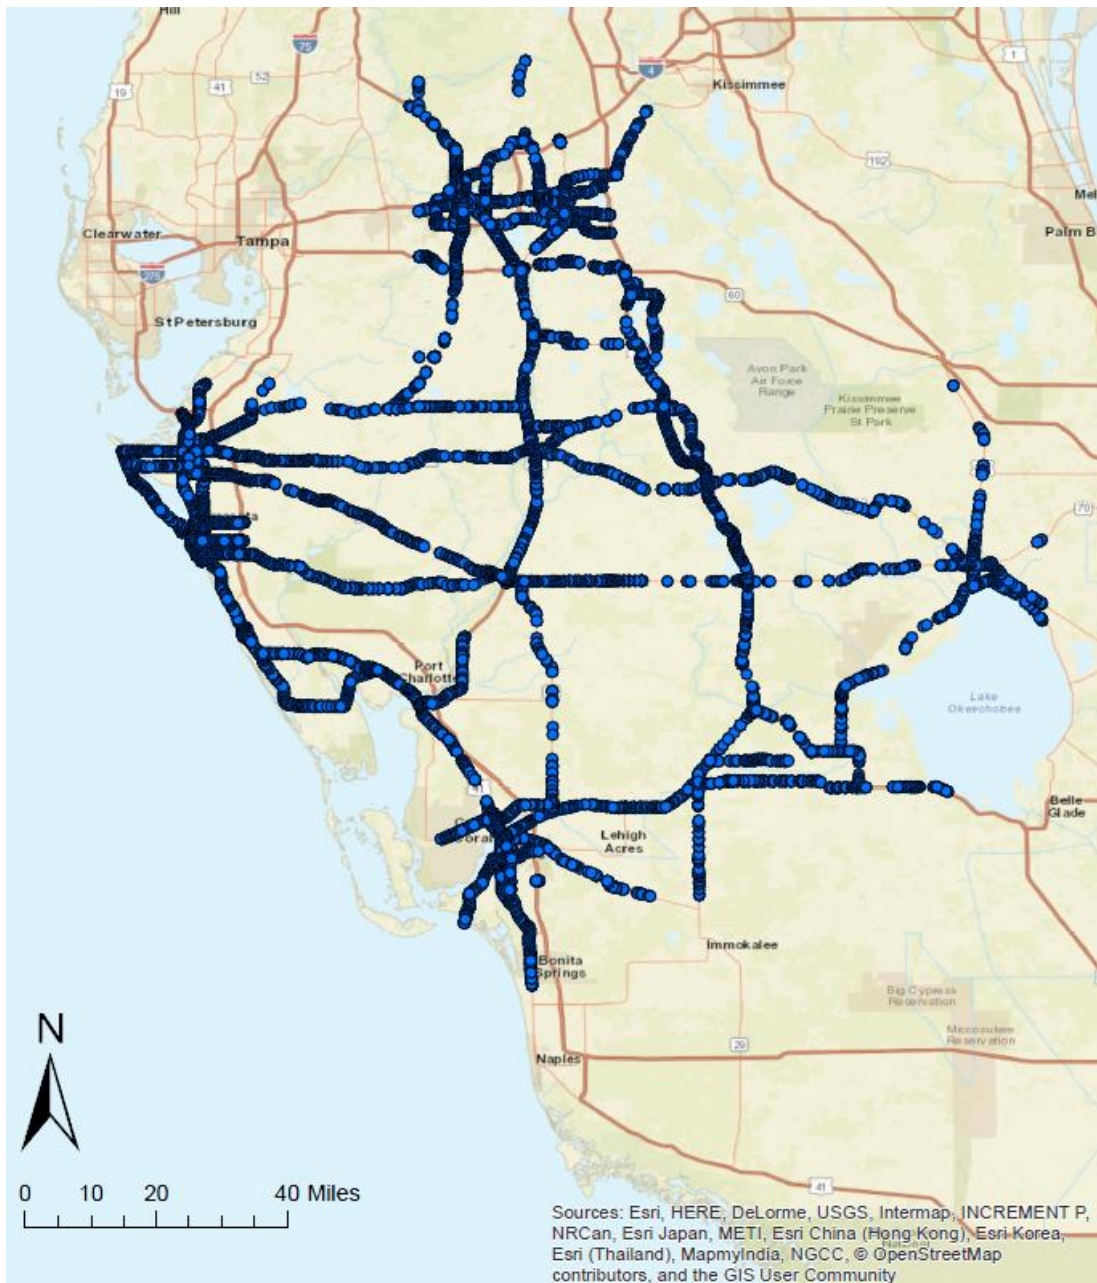 Hill
75
4
1
Kissimmee
19
41
52
192
Mel
Clearwater
Tampa
Palm B
275
60
St Petersburg
Avon Park
Air Force
Range
Kissimmee
Prairie Preserve
St Park
70
Port
Charlotte
Lake
Okeechobee
41
Belle
Glade
Lehigh
Acres
Immokalee
Bonita
Springs
Big Cypress
Reservation
N
Miccosukee
Reservation
29
Naples
0 10 20 40 Miles
41
Sources: Esri, HERE, DeLorme, USGS, Intermap, INCREMENT P,
NRCan, Esri Japan, METI, Esri China (Hong Kong), Esri Korea,
Esri (Thailand), MapmyIndia, NGCC, © OpenStreetMap
contributors, and the GIS User Community